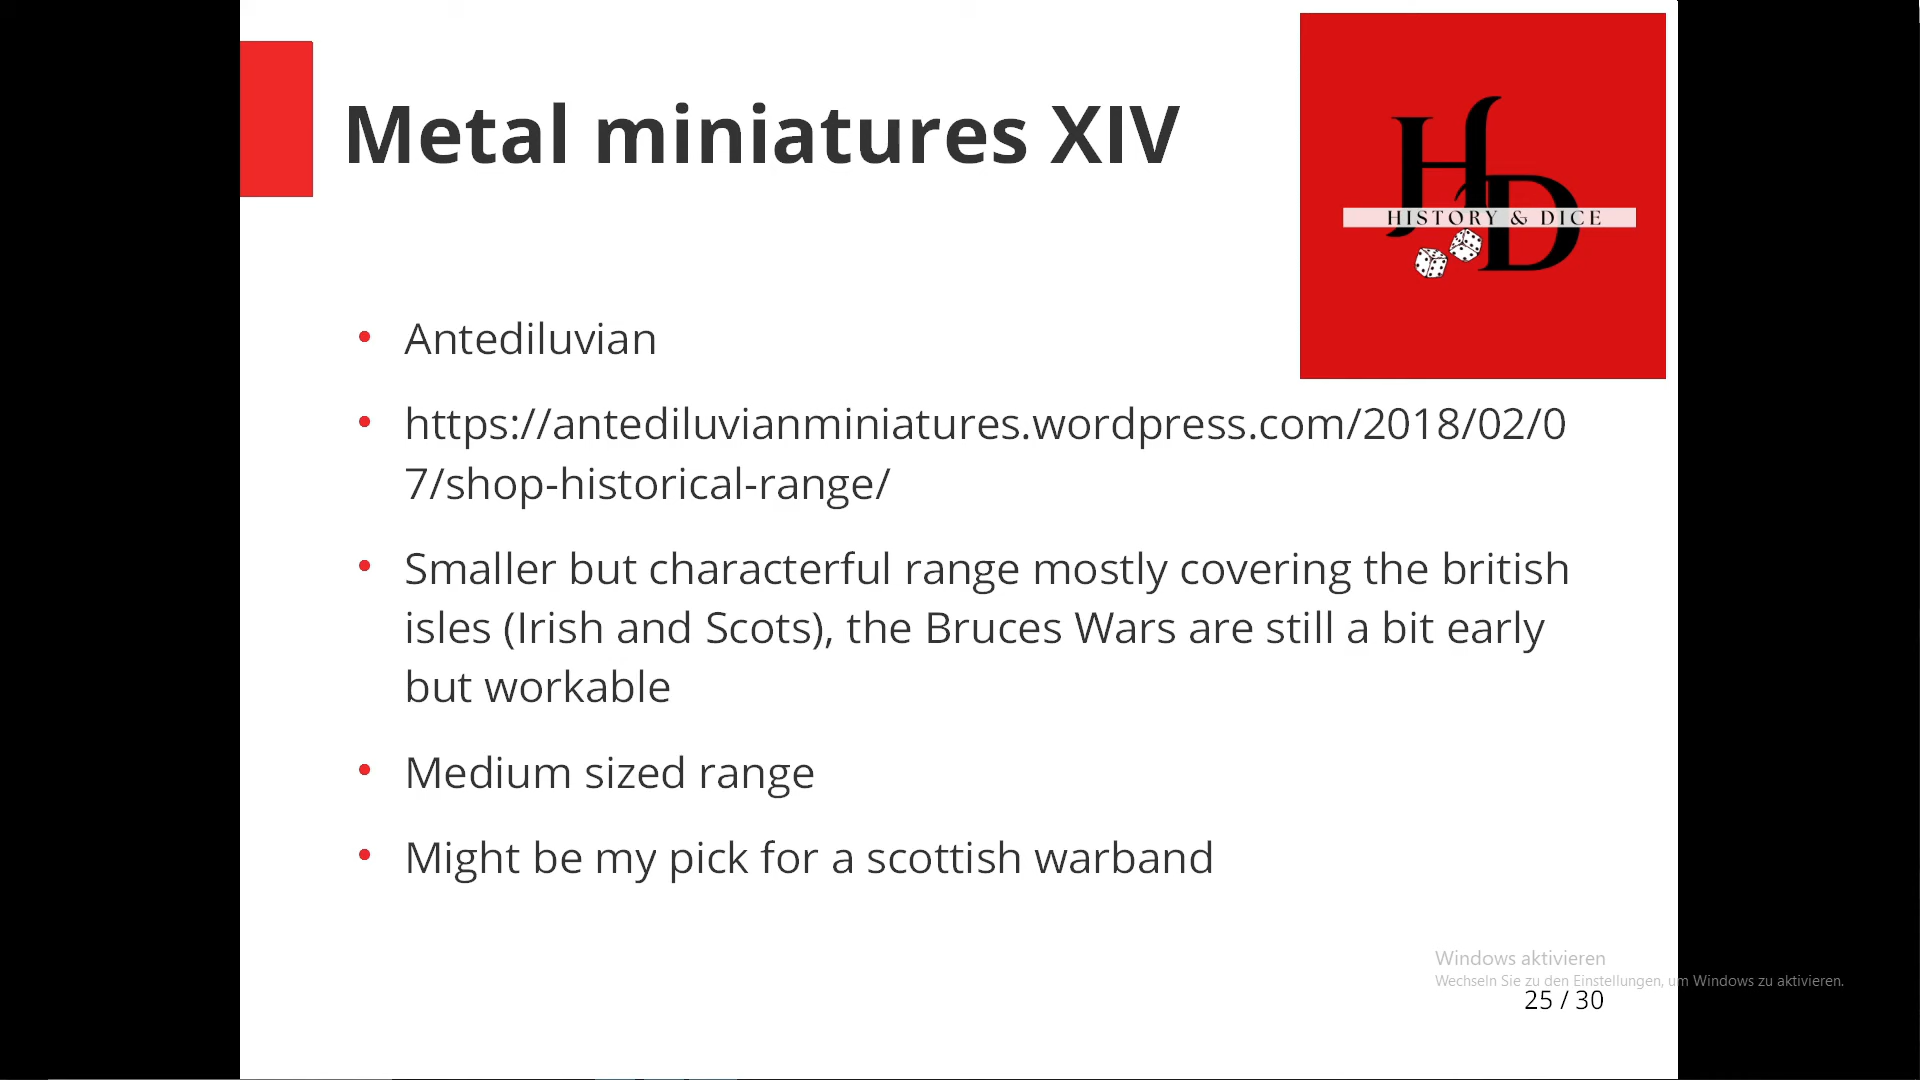 Metal miniatures XIV
HD
HISTORY & DICE
Antediluvian
https://antediluvianminiatures.wordpress.com/2018/02/0
7/shop-historical-range/
Smaller but characterful range mostly covering the british
isles (Irish and Scots), the Bruces Wars are still a bit early
but workable
Medium sized range
Might be my pick for a scottish warband
Windows aktivieren
Wechseln Sie zu den Einstellungen, um Windows zu aktivieren.
25 / 30